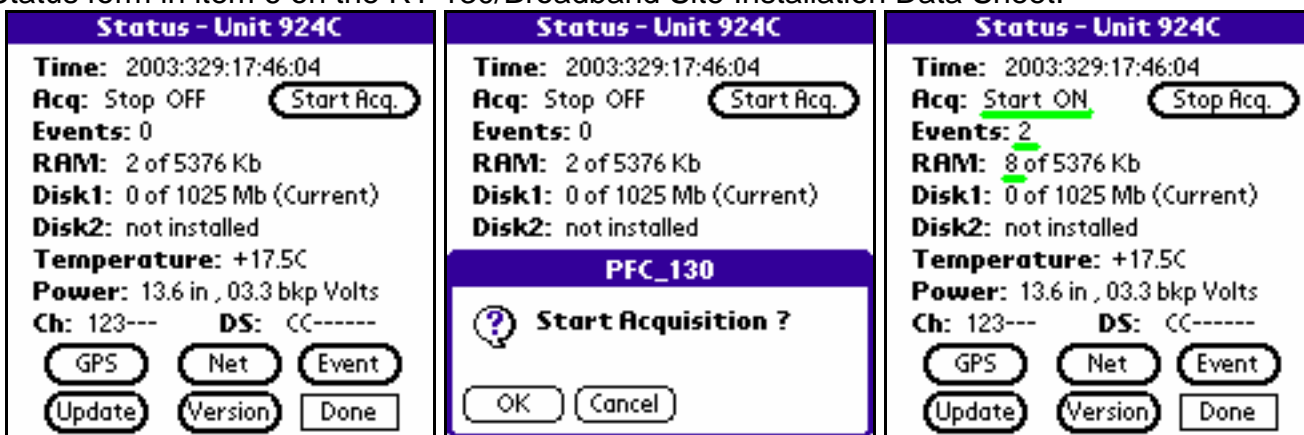 Status form in item on the RT-130/Broadband Site Installation Data Sheet.
Status - Unit 924C
Time: 2003:329:17:46:04
Acq: Stop OFF Start Acq.
Events: 0
RAM: 2 of 5376 Kb
Disk1: 0 of 1025 Mb (Current)
Disk2: not installed
Temperature: +17.5C
Power: 13.6 in , 03.3 bkp Volts
Ch: 123--- DS: CC------
GPS Net Event
Update Version Done
Status - Unit 924C
Time: 2003:329:17:46:04
Acq: Stop OFF Start Acq.
Events: 0
RAM: 2 of 5376 Kb
Disk1: 0 of 1025 Mb (Current)
Disk2: not installed
PFC_130
Start Acquisition ?
OK Cancel
Status - Unit 924C
Time: 2003:329:17:46:04
Acq: Start ON Stop Acq.
Events: 2
RAM: 8 of 5376 Kb
Disk1: 0 of 1025 Mb (Current)
Disk2: not installed
Temperature: +17.5C
Power: 13.6 in , 03.3 bkp Volts
Ch: 123--- DS: CC------
GPS Net Event
Update Version Done